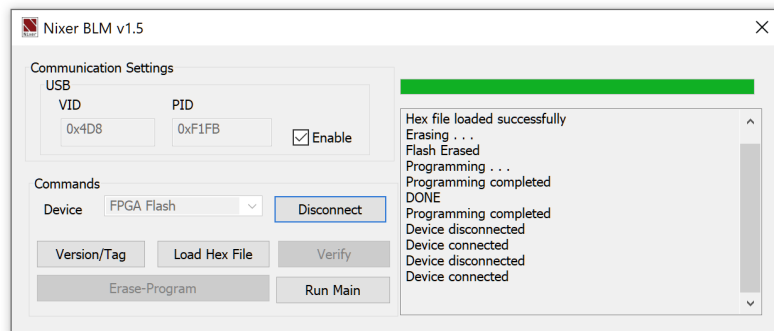 Nixer BLM v1.5
Communication Settings
USB
VID
PID
0x4D8
0xF1FB
Enable
Commands
Device
FPGA Flash
Disconnect
Version/Tag
Load Hex File
Verify
Erase-Program
Run Main
Hex file loaded successfully
Erasing . . .
Flash Erased
Programming . . .
Programming completed
DONE
Programming completed
Device disconnected
Device connected
Device disconnected
Device connected